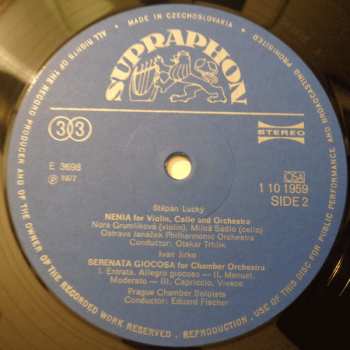 MADE IN CZECHOSLOVAKIA
ALL RIGHTS OF THE RECORD PRODUCER AND OF THE OWNER OF THE RECORDED WORK RESERVED . REPRODUCTION . USE OF THIS DISC FOR PUBLIC PERFORMANCE AND BROADCASTING PROHIBITED
SUPRAPHON
33
STEREO
E 3698
℗ 1977
OSA
1 10 1959
SIDE 2
Štěpán Lucký
NENIA for Violin, Cello and Orchestra
Nora Grumlíková (violin), Miloš Sádlo (cello)
Ostrava Janáček Philharmonic Orchestra
Conductor: Otakar Trhlík
Ivan Jirko
SERENATA GIOCOSA for Chamber Orchestra
I. Entrata. Allegro giocoso — II. Menuet.
Moderato — III. Capriccio. Vivace
Prague Chamber Soloists
Conductor: Eduard Fischer